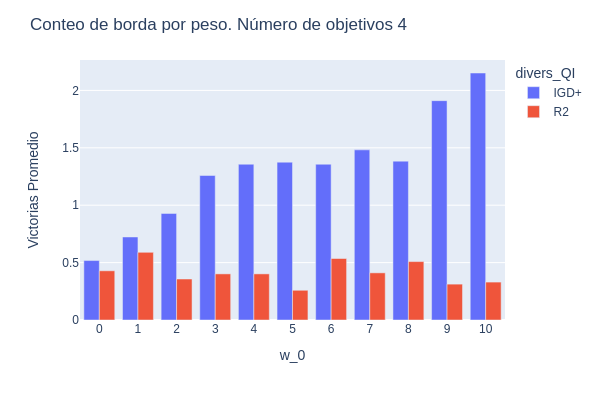 Conteo de borda por peso. Número de objetivos 4
divers_QI
IGD+
R2
Victorias Promedio
2
1.5
1
0.5
0
0 1 2 3 4 5 6 7 8 9 10
w_0